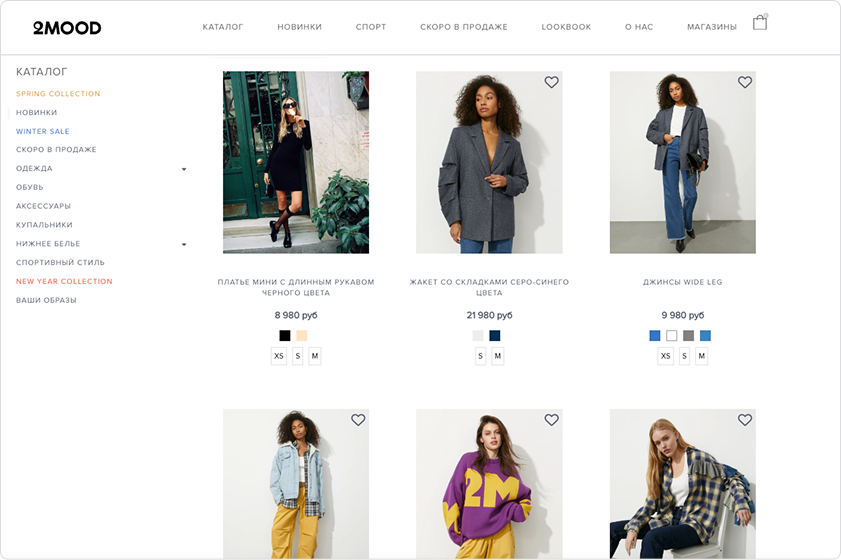 2MOOD
КАТАЛОГ
НОВИНКИ
СПОРТ
СКОРО В ПРОДАЖЕ
LOOKBOOK
О НАС
МАГАЗИНЫ
КАТАЛОГ
SPRING COLLECTION
НОВИНКИ
WINTER SALE
СКОРО В ПРОДАЖЕ
ОДЕЖДА
ОБУВЬ
АКСЕССУАРЫ
КУПАЛЬНИКИ
НИЖНЕЕ БЕЛЬЕ
СПОРТИВНЫЙ СТИЛЬ
NEW YEAR COLLECTION
ВАШИ ОБРАЗЫ
ПЛАТЬЕ МИНИ С ДЛИННЫМ РУКАВОМ
ЧЕРНОГО ЦВЕТА
8 980 руб
XS S M
ЖАКЕТ СО СКЛАДКАМИ СЕРО-СИНЕГО
ЦВЕТА
21 980 руб
S M
ДЖИНСЫ WIDE LEG
9 980 руб
XS S M
2M